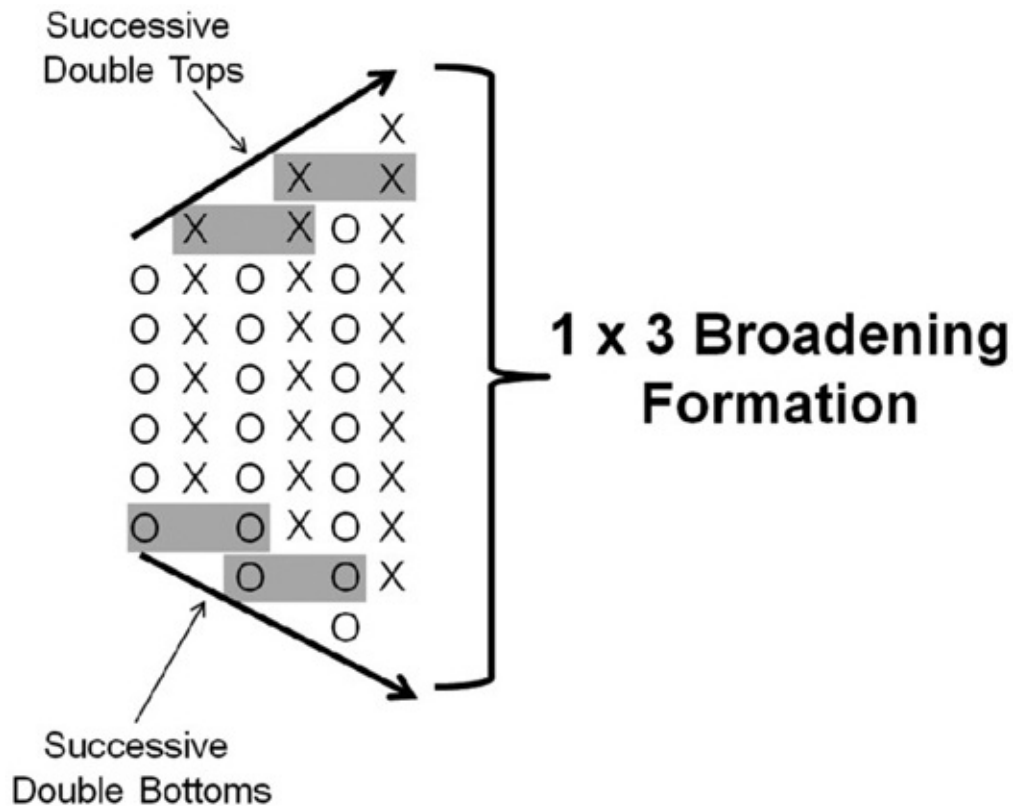 Successive
Double Tops
X
X X
X X O X
O X O X O X
O X O X O X
O X O X O X
O X O X O X
O X O X O X
O O X O X
O O X
O
1 x 3 Broadening
Formation
Successive
Double Bottoms